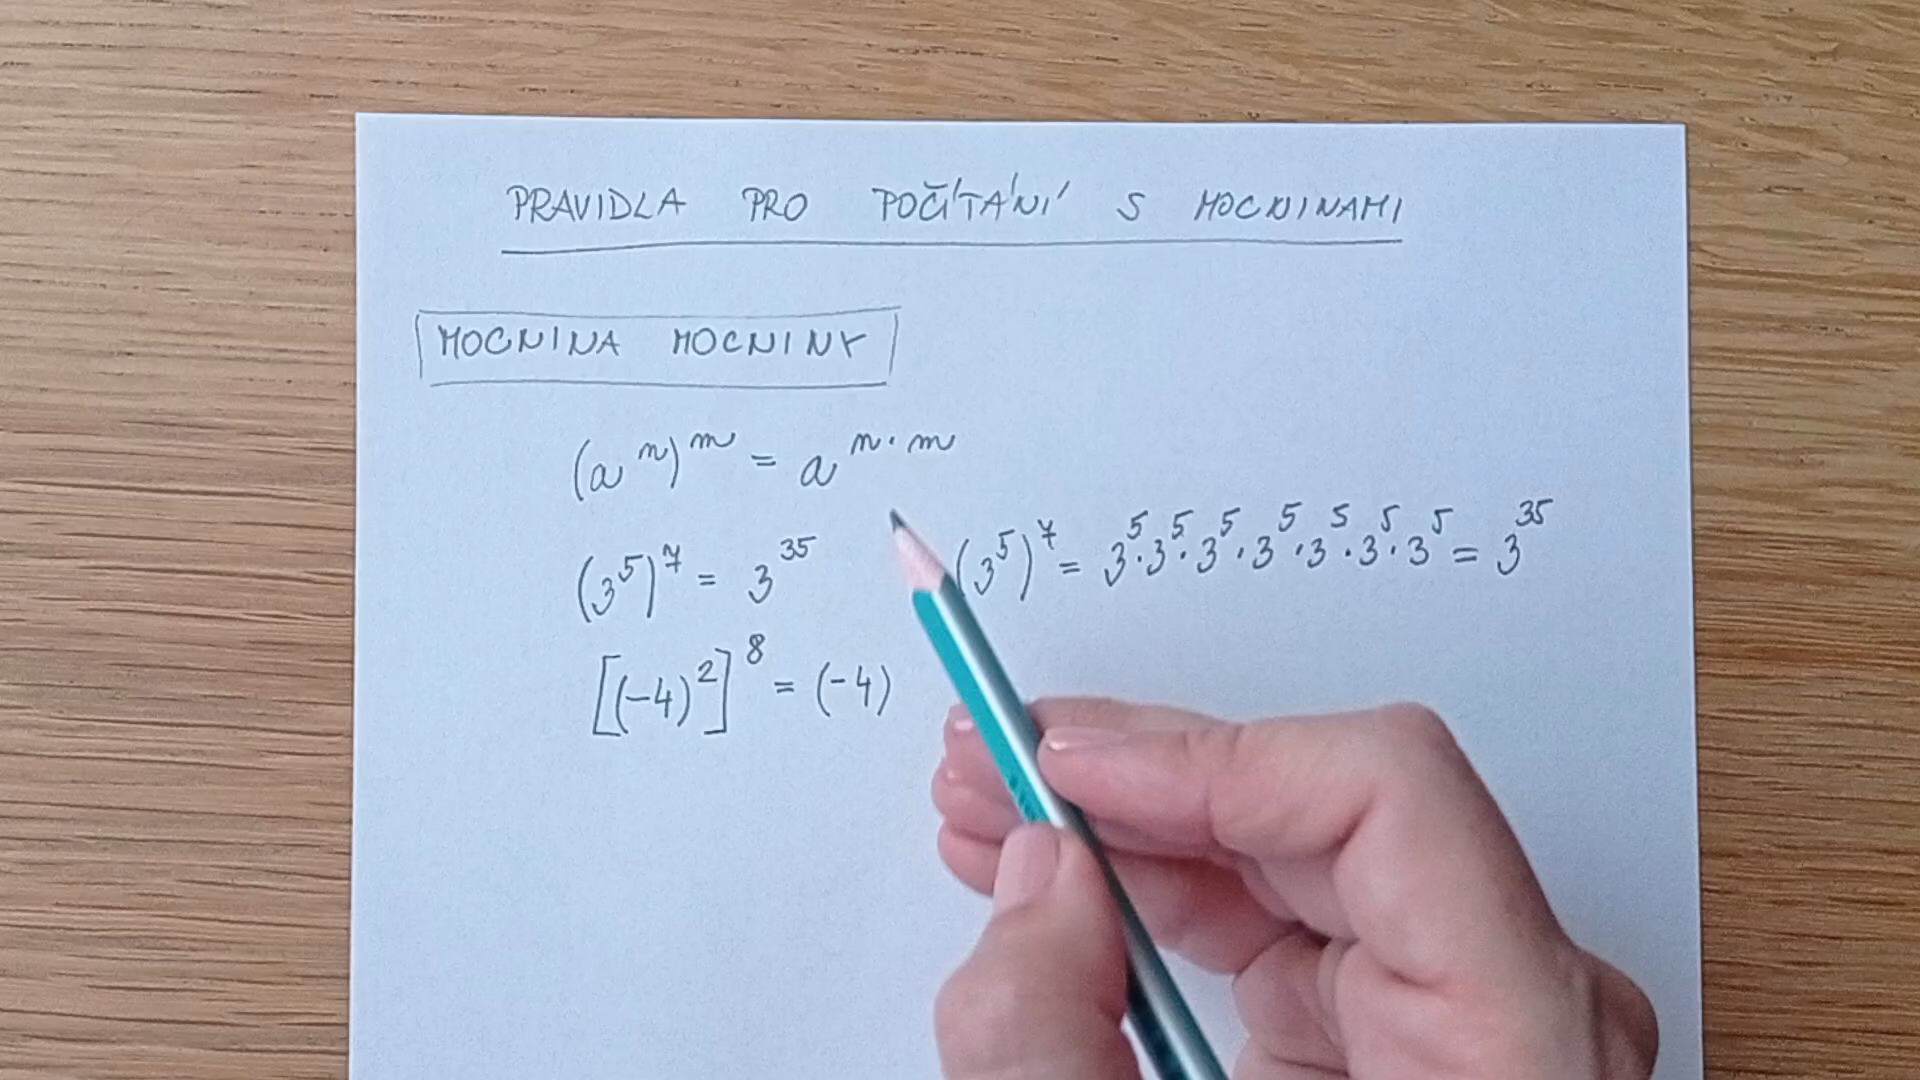 PRAVIDLA PRO POČÍTÁNÍ S MOCNINAMI
MOCNINA MOCNINY
(a^n)^m = a^{n·m}
(3^5)^7 = 3^{35}
(3^5)^7 = 3^5·3^5·3^5·3^5·3^5·3^5·3^5 = 3^{35}
[(-4)^2]^8 = (-4)